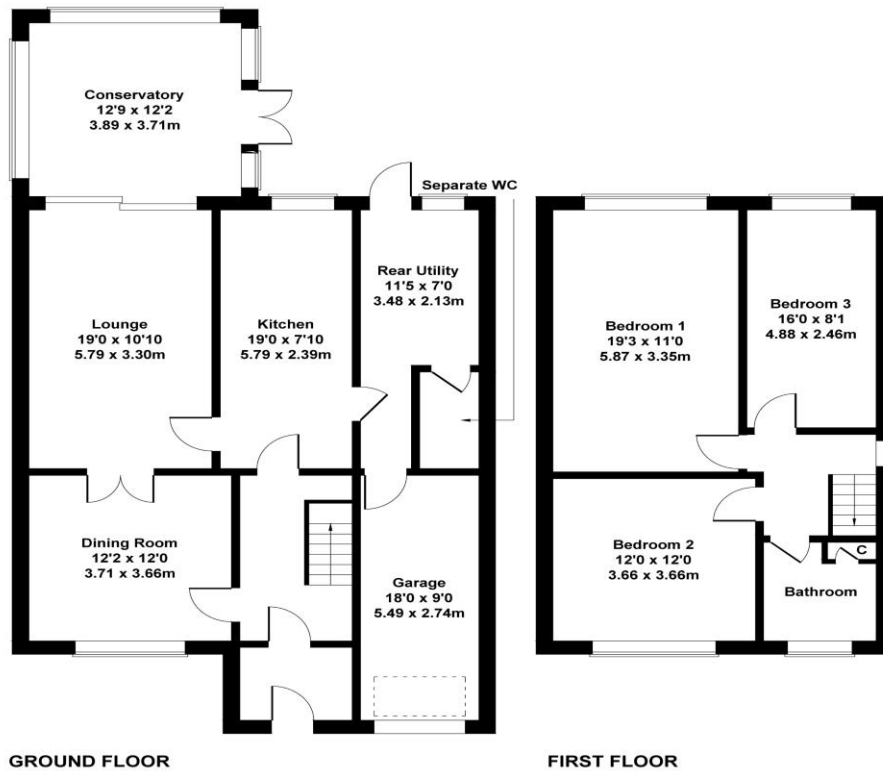 Conservatory
12'9 x 12'2
3.89 x 3.71m
Separate WC
Rear Utility
11'5 x 7'0
3.48 x 2.13m
Lounge
19'0 x 10'10
5.79 x 3.30m
Kitchen
19'0 x 7'10
5.79 x 2.39m
Dining Room
12'2 x 12'0
3.71 x 3.66m
Garage
18'0 x 9'0
5.49 x 2.74m
GROUND FLOOR
Bedroom 1
19'3 x 11'0
5.87 x 3.35m
Bedroom 3
16'0 x 8'1
4.88 x 2.46m
Bedroom 2
12'0 x 12'0
3.66 x 3.66m
C
Bathroom
FIRST FLOOR